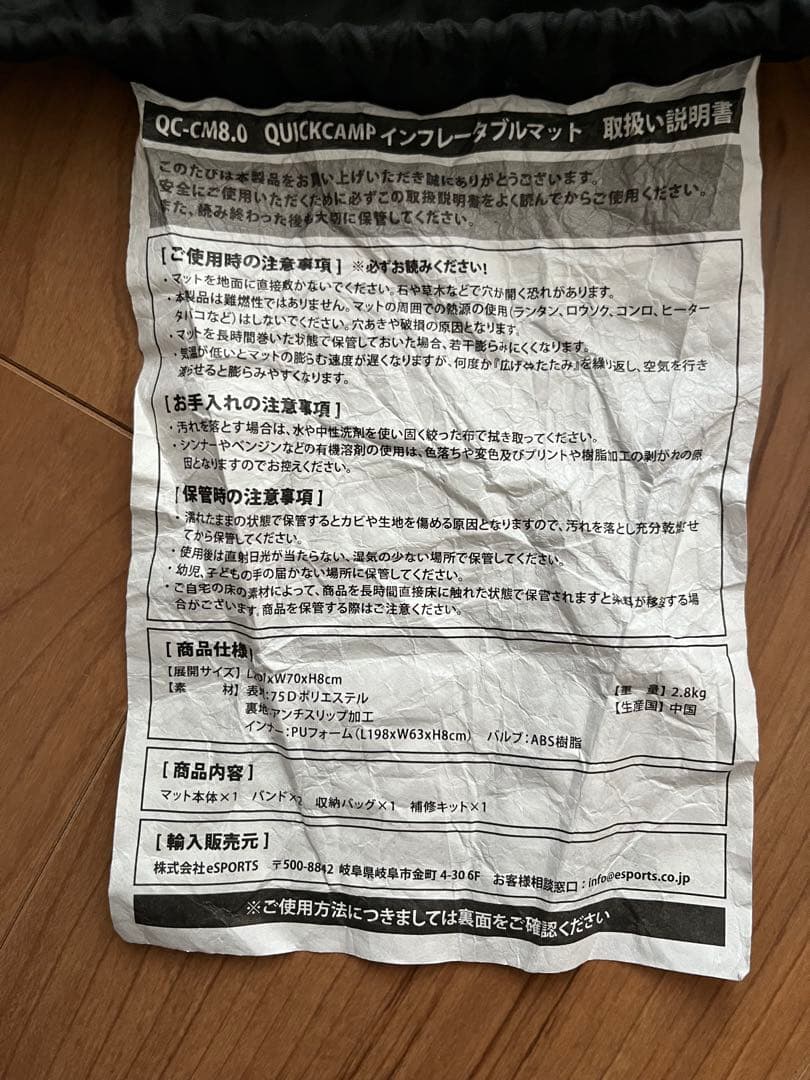 QC-CM8.0 QUICKCAMP インフレータブルマット 取扱い説明書
このたびは本製品をお買い上げいただき誠にありがとうございます。
安全にご使用いただくために必ずこの取扱説明書をよく読んでからご使用ください。
また、読み終わった後も大切に保管してください。
[ご使用時の注意事項] ※必ずお読みください!
・マットを地面に直接敷かないでください。石や草木などで穴が開く恐れがあります。
・本製品は難燃性ではありません。マットの周囲での熱源の使用(ランタン、ロウソク、コンロ、ヒーター
タバコなど)はしないでください。穴あきや破損の原因となります。
・マットを長時間巻いた状態で保管しておいた場合、若干膨らみにくくなります。
・気温が低いとマットの膨らむ速度が遅くなりますが、何度か『広げ⇔たたみ』を繰り返し、空気を行き
渡らせると膨らみやすくなります。
[お手入れの注意事項]
・汚れを落とす場合は、水や中性洗剤を使い固く絞った布で拭き取ってください。
・シンナーやベンジンなどの有機溶剤の使用は、色落ちや変色及びプリントや樹脂加工の剥がれの原
因となりますのでお控えください。
[保管時の注意事項]
・濡れたままの状態で保管するとカビや生地を傷める原因となりますので、汚れを落とし充分乾燥させ
てから保管してください。
・使用後は直射日光が当たらない、湿気の少ない場所で保管してください。
・幼児、子どもの手の届かない場所に保管してください。
・ご自宅の床の素材によって、商品を長時間直接床に触れた状態で保管されますと染料が移染する場
合がございます。商品を保管する際はご注意ください。
[商品仕様]
【展開サイズ】xW70xH8cm 【重 量】2.8kg
【素 材】表地:75Dポリエステル 【生産国】中国
裏地:アンチスリップ加工
インナー:PUフォーム(L198xW63xH8cm) バルブ:ABS樹脂
[商品内容]
マット本体×1 バンド×2 収納バッグ×1 補修キット×1
[輸入販売元]
株式会社eSPORTS 〒500-8842 岐阜県岐阜市金町 4-30 6F お客様相談窓口:info@esports.co.jp
※ご使用方法につきましては裏面をご確認ください